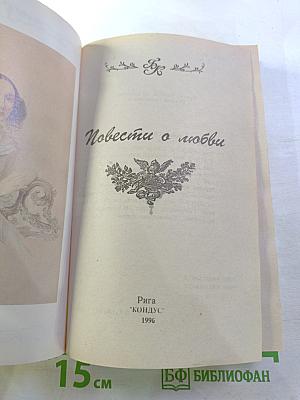 Повести о любви
Рига
"КОНДУС"
1996
15 см
БФ БИБЛИОФАН